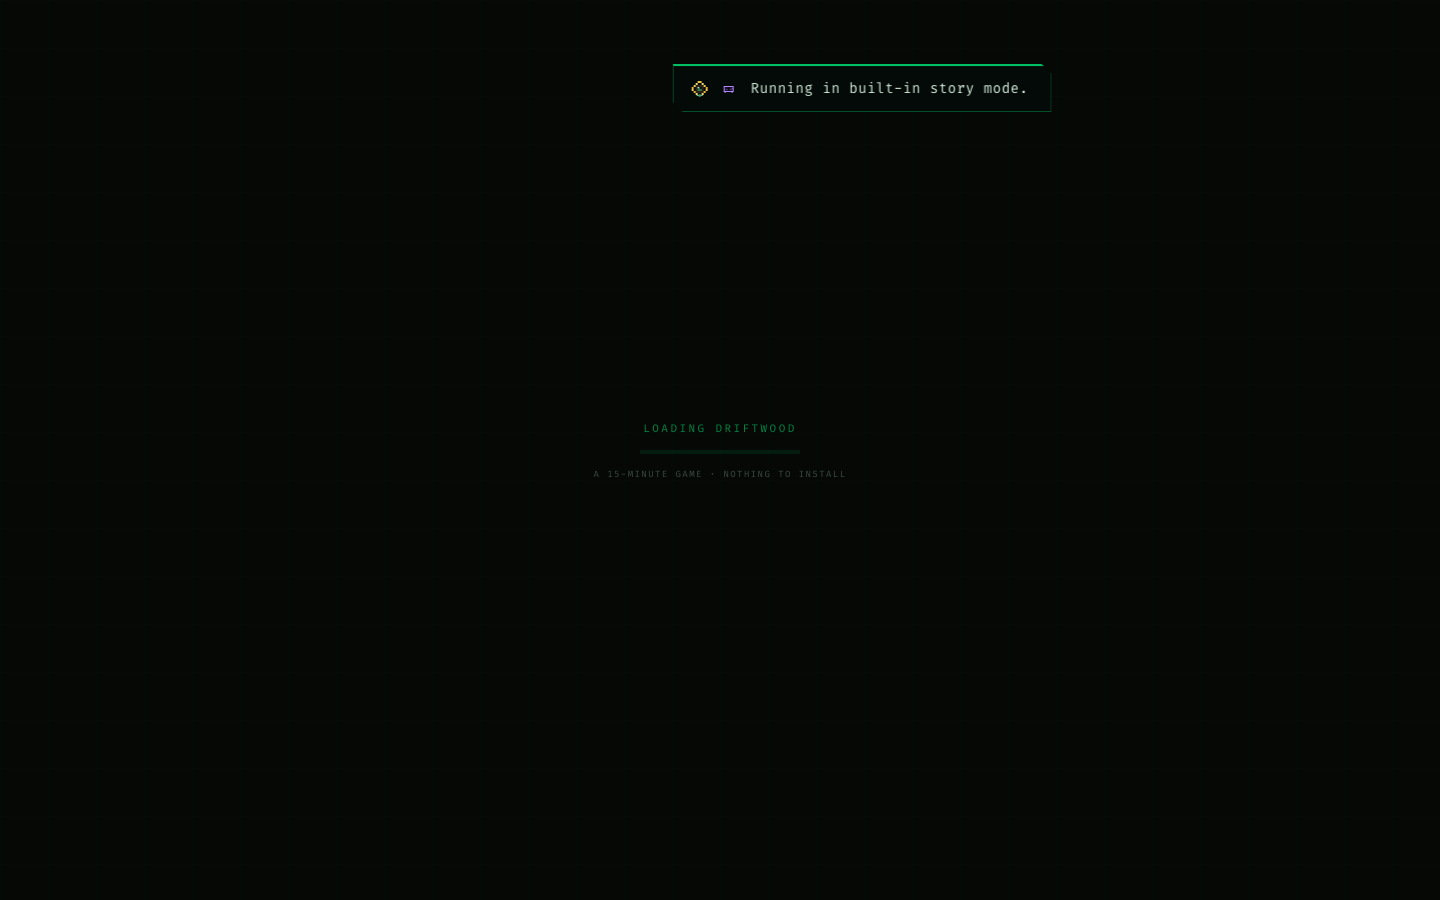 Running in built-in story mode.
LOADING DRIFTWOOD
A 15-MINUTE GAME · NOTHING TO INSTALL